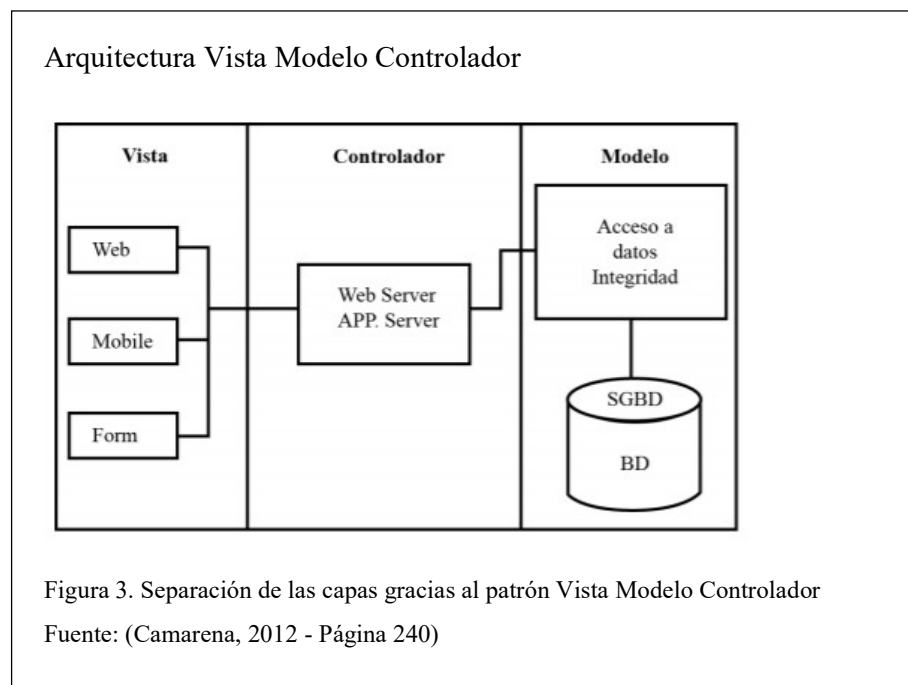 Arquitectura Vista Modelo Controlador
Vista
Controlador
Modelo
Web
Mobile
Form
Web Server
APP. Server
Acceso a
datos
Integridad
SGBD
BD
Figura 3. Separación de las capas gracias al patrón Vista Modelo Controlador
Fuente: (Camarena, 2012 - Página 240)